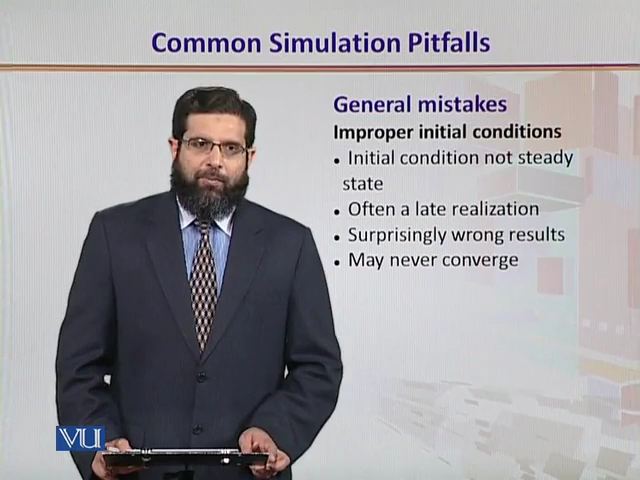 Common Simulation Pitfalls
General mistakes
Improper initial conditions
• Initial condition not steady
state
• Often a late realization
• Surprisingly wrong results
• May never converge
VU